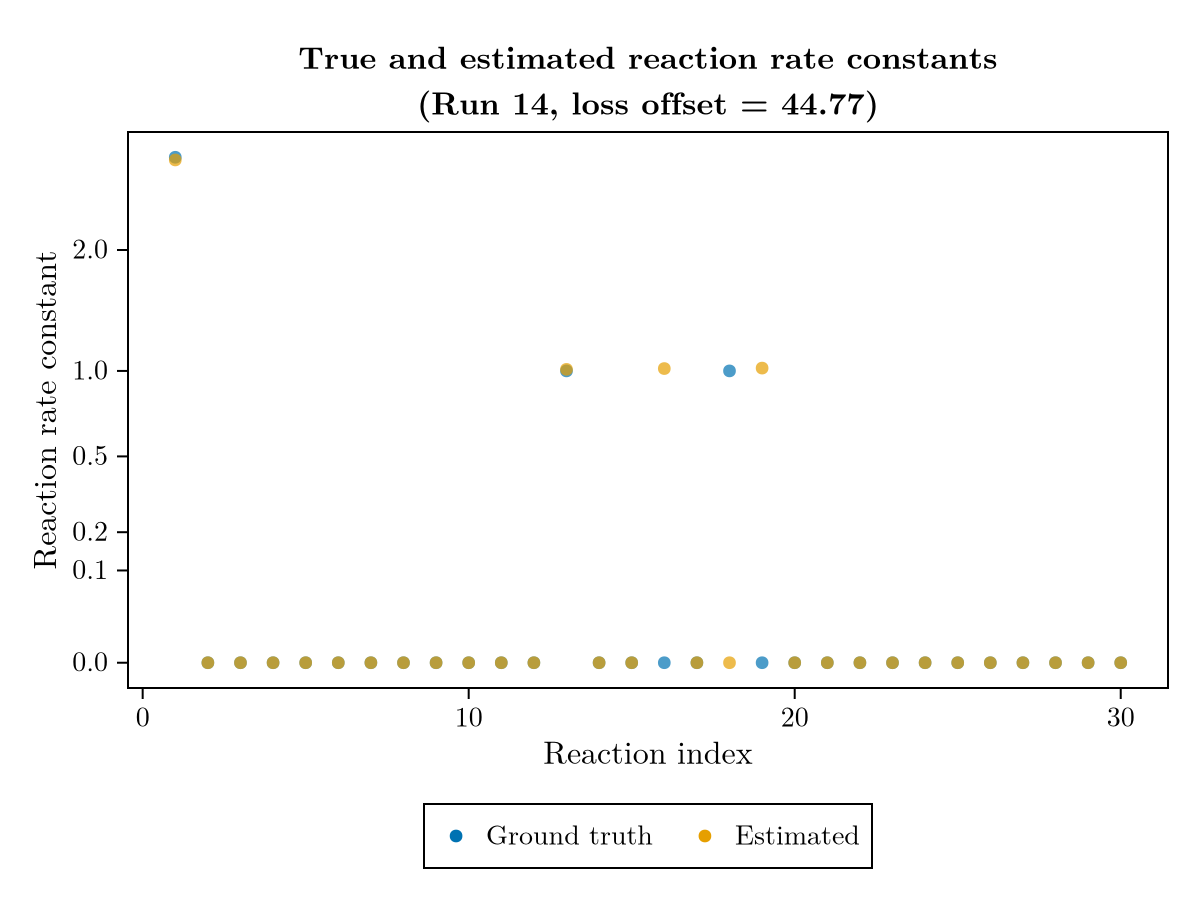 True and estimated reaction rate constants
(Run 14, loss offset = 44.77)
Reaction rate constant
2.0
1.0
0.5
0.2
0.1
0.0
0 10 20 30
Reaction index
Ground truth Estimated